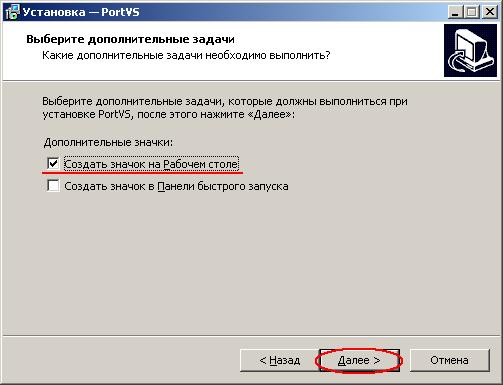 Установка — PortVS
Выберите дополнительные задачи
Какие дополнительные задачи необходимо выполнить?
Выберите дополнительные задачи, которые должны выполниться при
установке PortVS, после этого нажмите «Далее»:
Дополнительные значки:
Создать значок на Рабочем столе
Создать значок в Панели быстрого запуска
< Назад
Далее >
Отмена